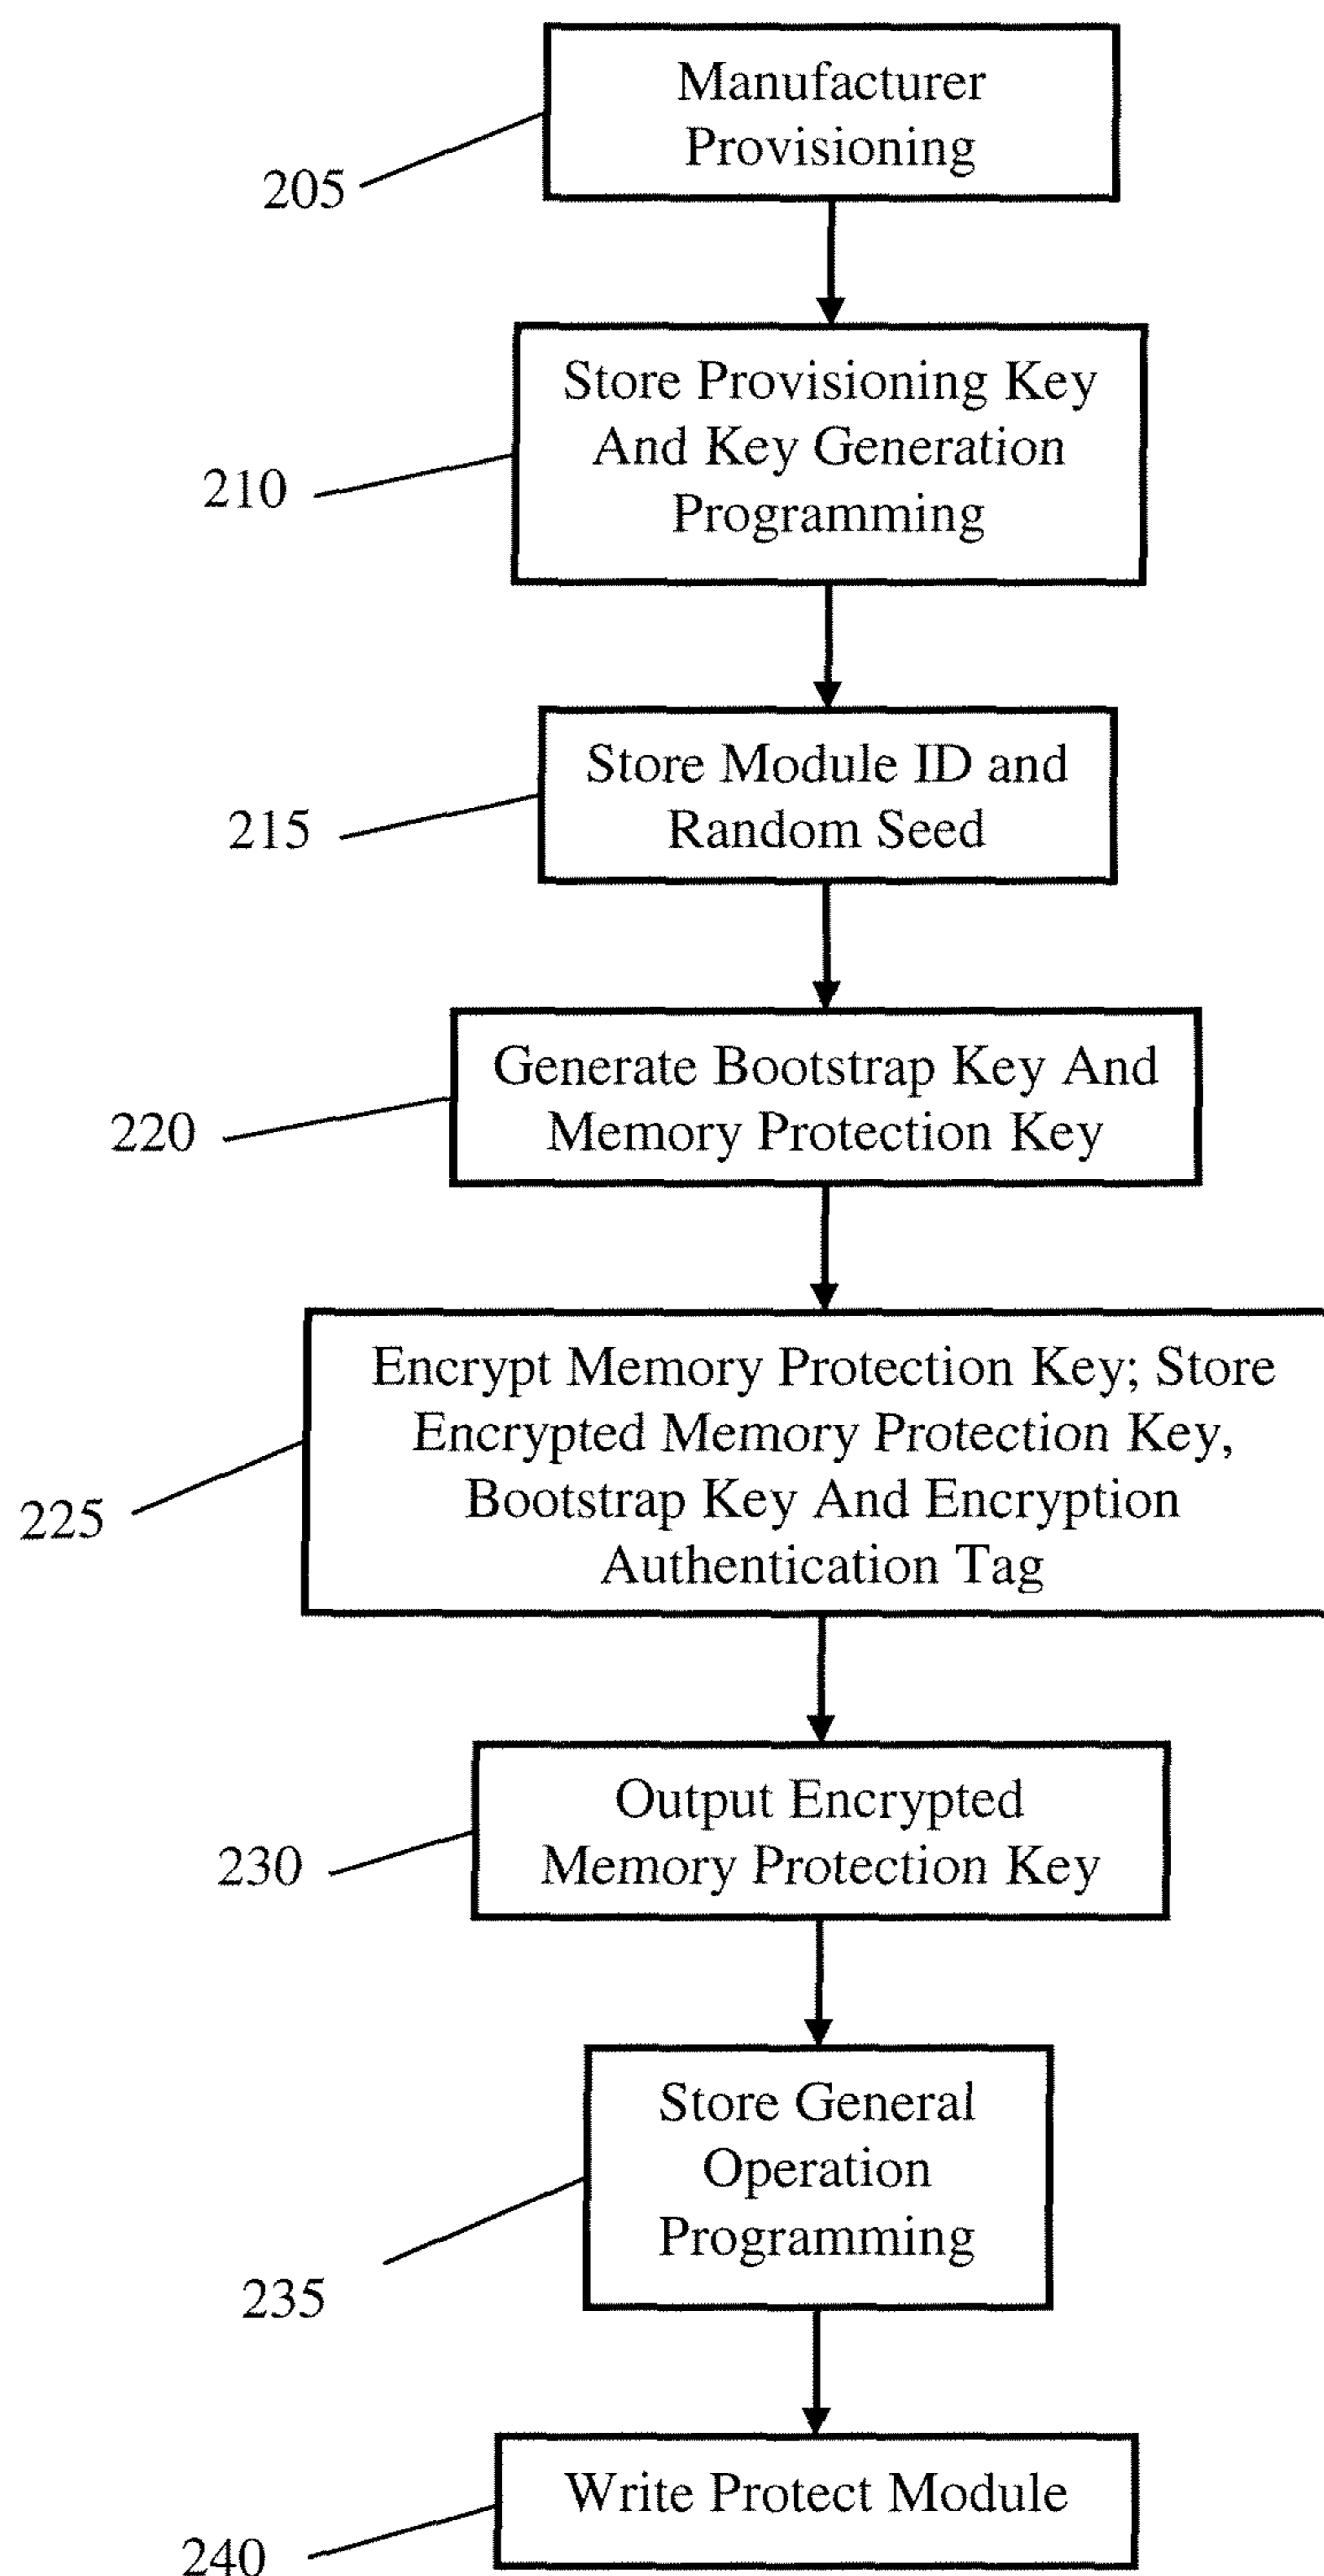 Manufacturer
Provisioning
205
Store Provisioning Key
And Key Generation
Programming
210
Store Module ID and
Random Seed
215
Generate Bootstrap Key And
Memory Protection Key
220
Encrypt Memory Protection Key; Store
Encrypted Memory Protection Key,
Bootstrap Key And Encryption
Authentication Tag
225
Output Encrypted
Memory Protection Key
230
Store General
Operation
Programming
235
Write Protect Module
240